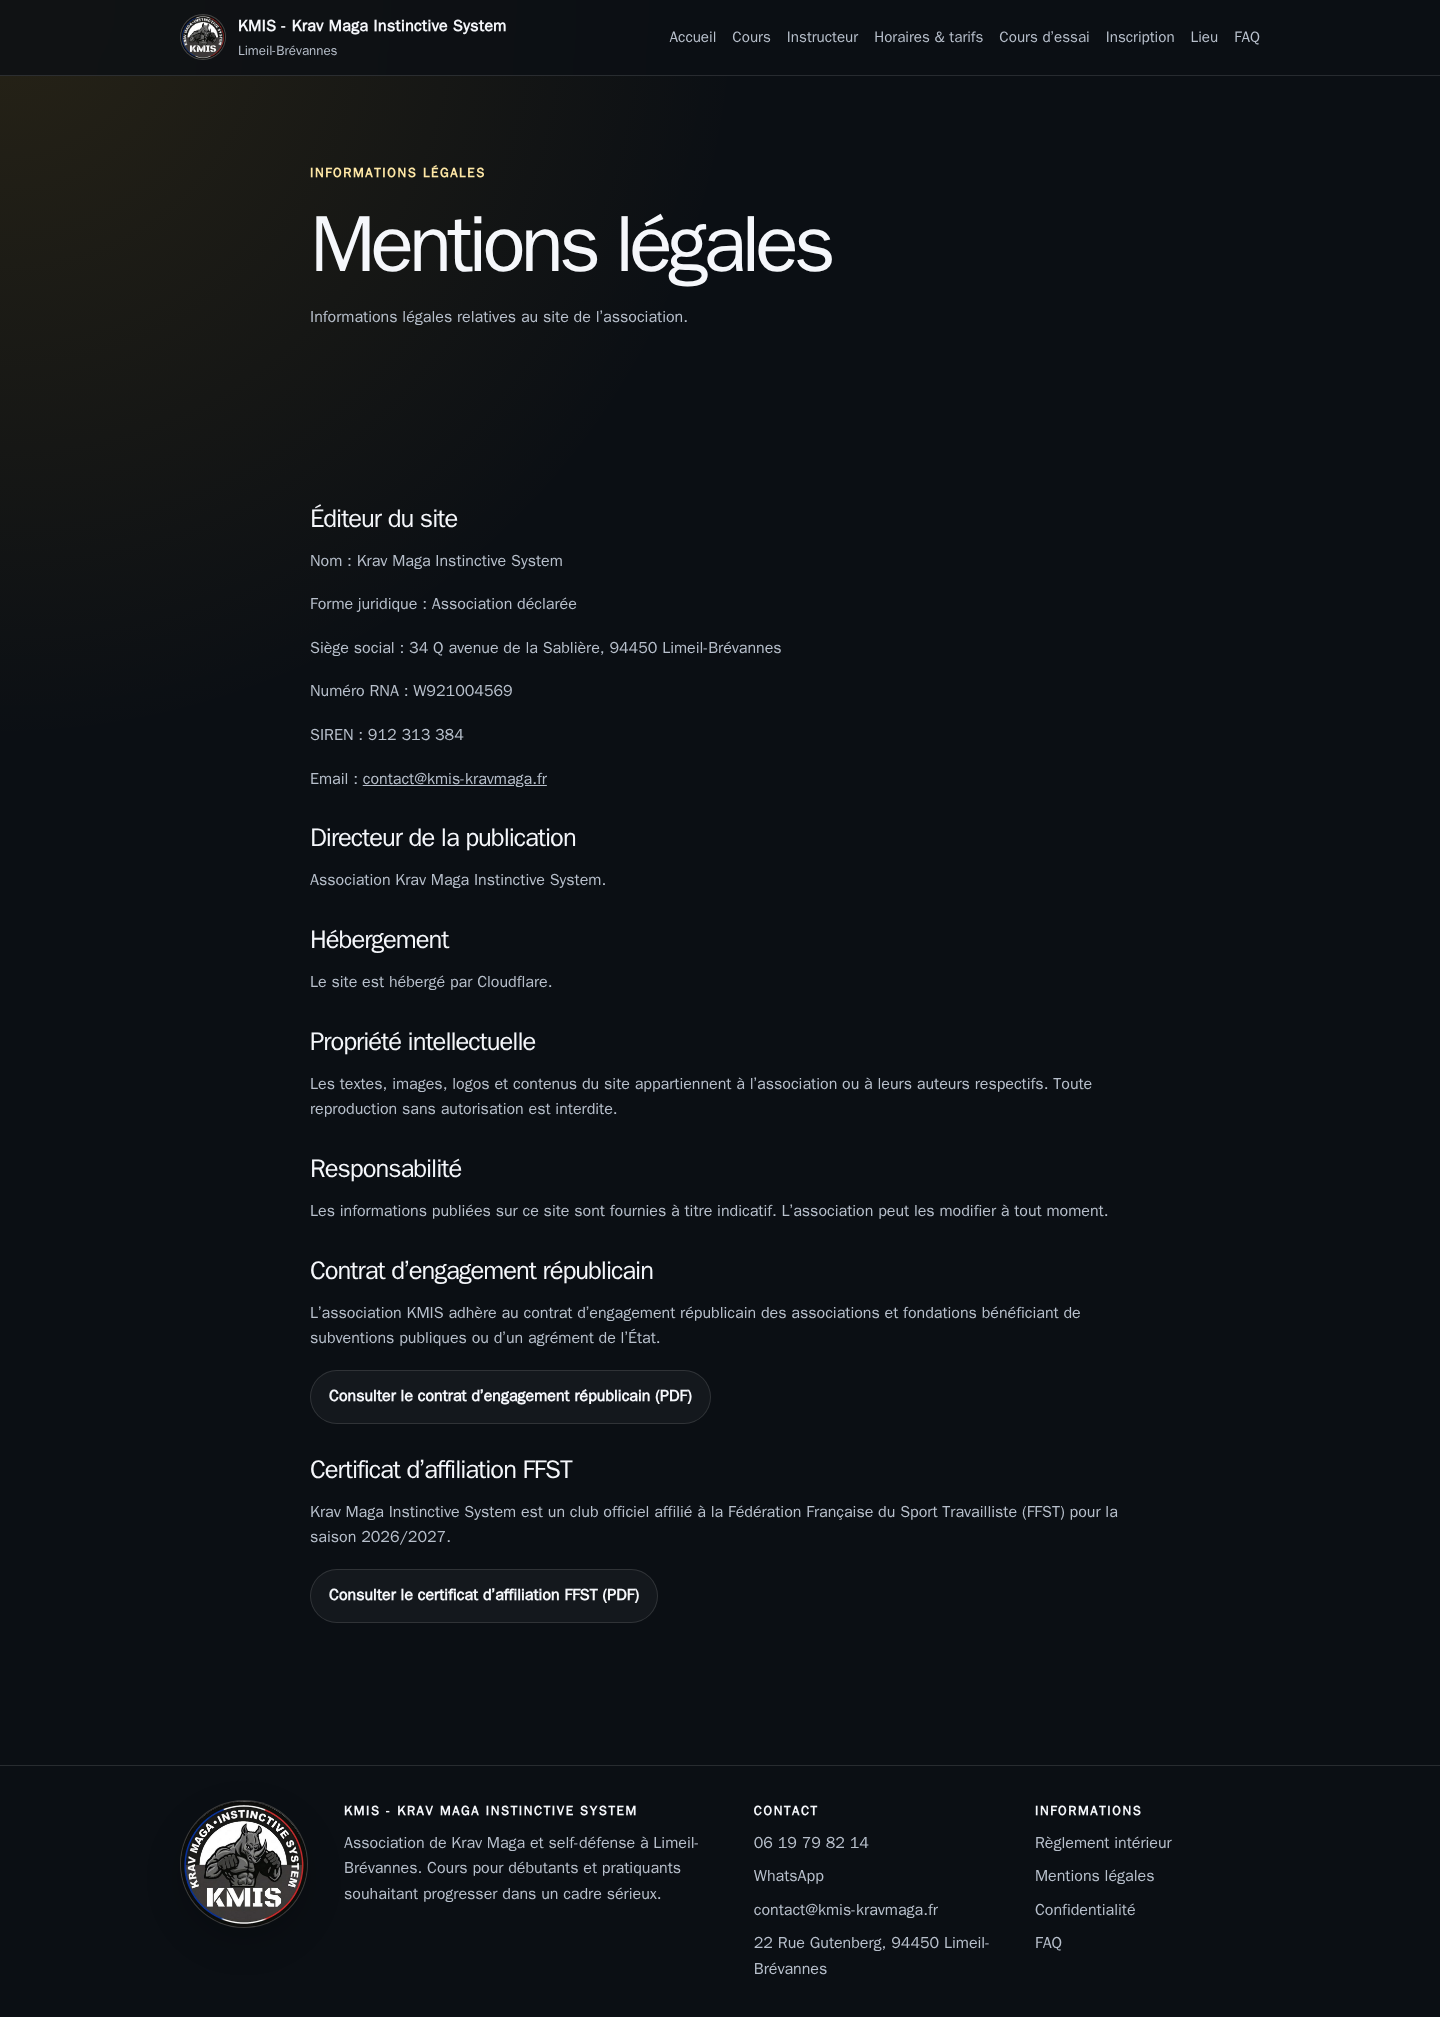 KMIS - Krav Maga Instinctive System
Limeil-Brévannes
Accueil Cours Instructeur Horaires & tarifs Cours d'essai Inscription Lieu FAQ
INFORMATIONS LÉGALES
Mentions légales
Informations légales relatives au site de l'association.
Éditeur du site
Nom : Krav Maga Instinctive System
Forme juridique : Association déclarée
Siège social : 34 Q avenue de la Sablière, 94450 Limeil-Brévannes
Numéro RNA : W921004569
SIREN : 912 313 384
Email : contact@kmis-kravmaga.fr
Directeur de la publication
Association Krav Maga Instinctive System.
Hébergement
Le site est hébergé par Cloudflare.
Propriété intellectuelle
Les textes, images, logos et contenus du site appartiennent à l'association ou à leurs auteurs respectifs. Toute
reproduction sans autorisation est interdite.
Responsabilité
Les informations publiées sur ce site sont fournies à titre indicatif. L'association peut les modifier à tout moment.
Contrat d'engagement républicain
L'association KMIS adhère au contrat d'engagement républicain des associations et fondations bénéficiant de
subventions publiques ou d'un agrément de l'État.
Consulter le contrat d'engagement républicain (PDF)
Certificat d'affiliation FFST
Krav Maga Instinctive System est un club officiel affilié à la Fédération Française du Sport Travailliste (FFST) pour la
saison 2026/2027.
Consulter le certificat d'affiliation FFST (PDF)
KRAV MAGA • INSTINCTIVE SYSTEM
KMIS
KMIS - KRAV MAGA INSTINCTIVE SYSTEM
Association de Krav Maga et self-défense à Limeil-
Brévannes. Cours pour débutants et pratiquants
souhaitant progresser dans un cadre sérieux.
CONTACT
06 19 79 82 14
WhatsApp
contact@kmis-kravmaga.fr
22 Rue Gutenberg, 94450 Limeil-
Brévannes
INFORMATIONS
Règlement intérieur
Mentions légales
Confidentialité
FAQ